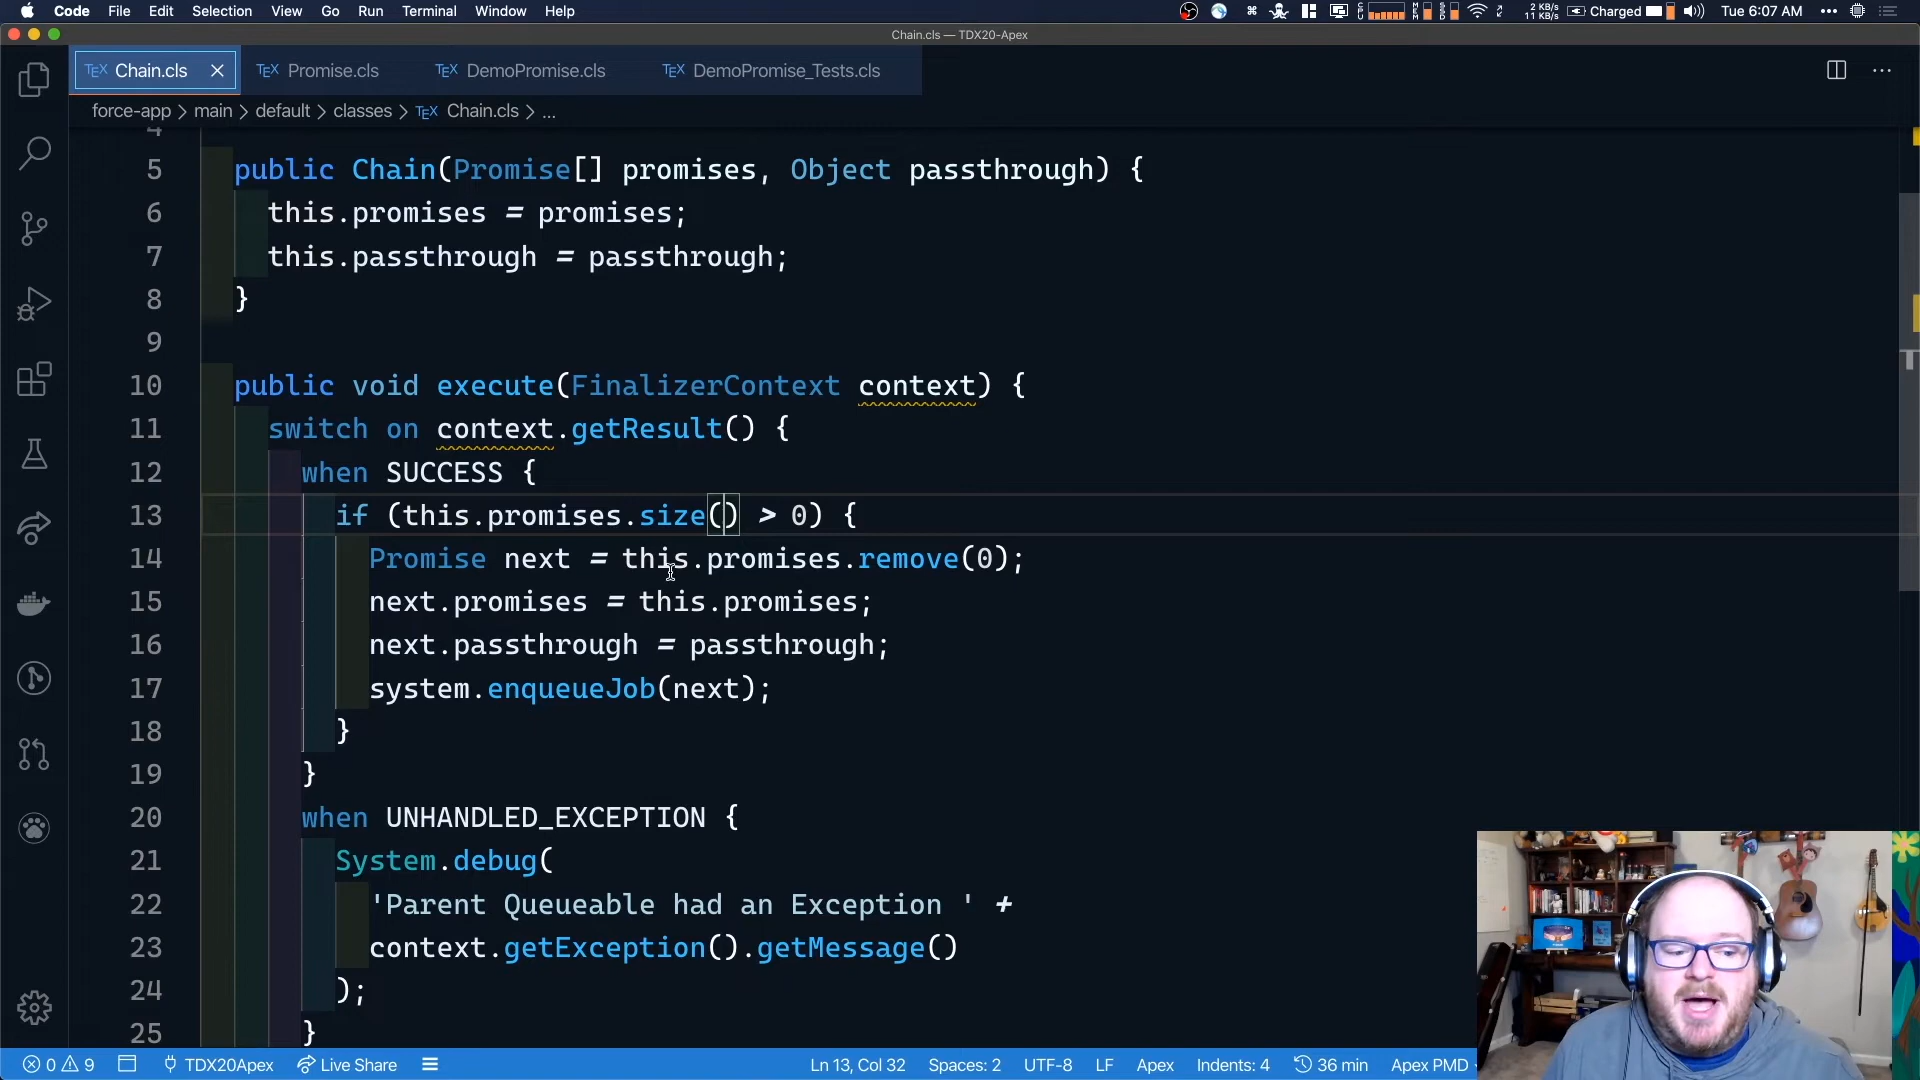 Code File Edit Selection View Go Run Terminal Window Help 2 KB/s 11 KB/s Charged Tue 6:07 AM
Chain.cls — TDX20-Apex
Chain.cls Promise.cls DemoPromise.cls DemoPromise_Tests.cls
force-app > main > default > classes > Chain.cls > ...
4
5 public Chain(Promise[] promises, Object passthrough) {
6 this.promises = promises;
7 this.passthrough = passthrough;
8 }
9
10 public void execute(FinalizerContext context) {
11 switch on context.getResult() {
12 when SUCCESS {
13 if (this.promises.size() > 0) {
14 Promise next = this.promises.remove(0);
15 next.promises = this.promises;
16 next.passthrough = passthrough;
17 system.enqueueJob(next);
18 }
19 }
20 when UNHANDLED_EXCEPTION {
21 System.debug(
22 'Parent Queueable had an Exception ' +
23 context.getException().getMessage()
24 );
25 }
0 9 TDX20Apex Live Share Ln 13, Col 32 Spaces: 2 UTF-8 LF Apex Indents: 4 36 min Apex PMD